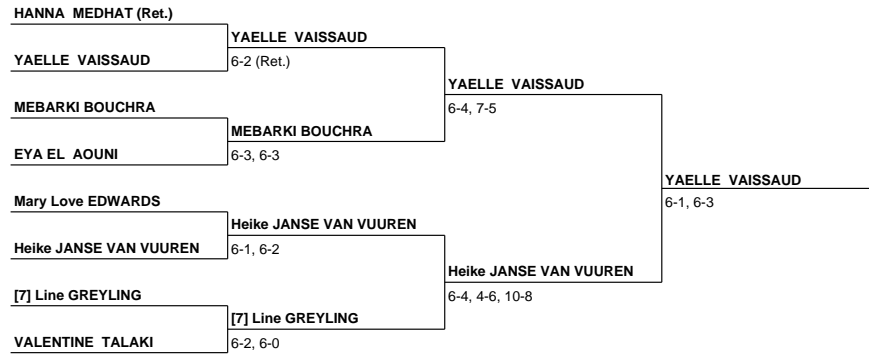 HANNA MEDHAT (Ret.)
YAELLE VAISSAUD
YAELLE VAISSAUD
6-2 (Ret.)
YAELLE VAISSAUD
MEBARKI BOUCHRA
6-4, 7-5
MEBARKI BOUCHRA
EYA EL AOUNI
6-3, 6-3
YAELLE VAISSAUD
Mary Love EDWARDS
6-1, 6-3
Heike JANSE VAN VUUREN
Heike JANSE VAN VUUREN
6-1, 6-2
Heike JANSE VAN VUUREN
[7] Line GREYLING
6-4, 4-6, 10-8
[7] Line GREYLING
VALENTINE TALAKI
6-2, 6-0